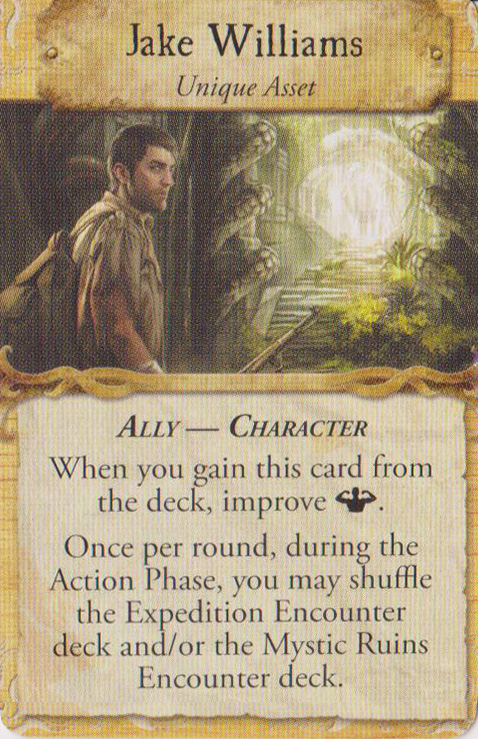 Jake Williams
Unique Asset
ALLY — CHARACTER
When you gain this card from
the deck, improve .
Once per round, during the
Action Phase, you may shuffle
the Expedition Encounter
deck and/or the Mystic Ruins
Encounter deck.